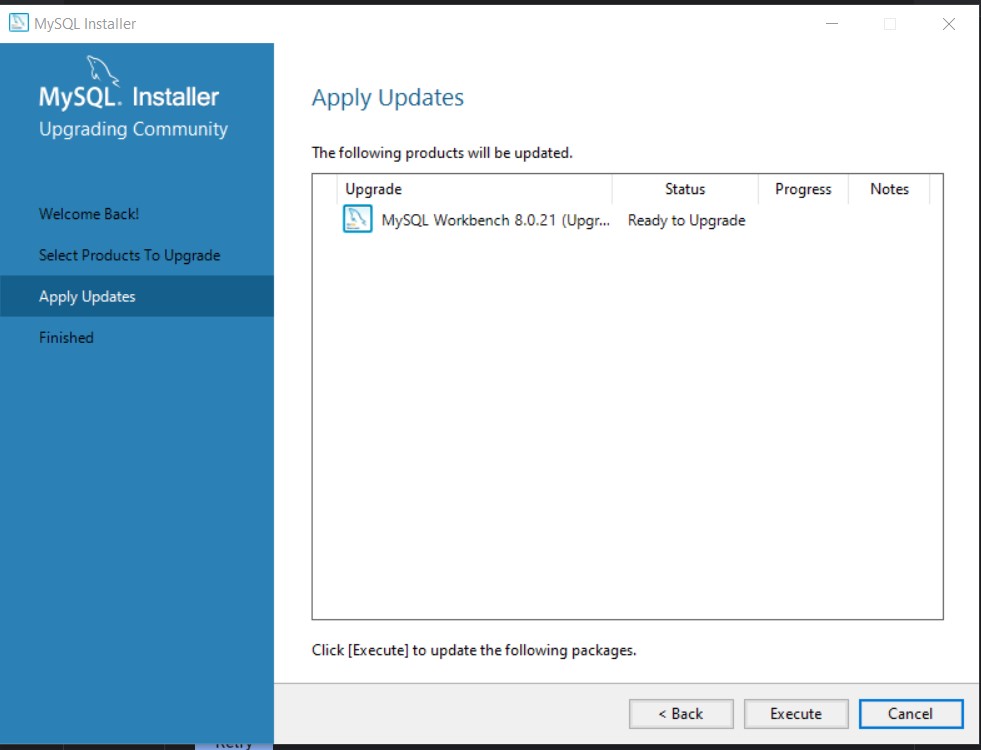 MySQL Installer
MySQL. Installer
Upgrading Community
Welcome Back!
Select Products To Upgrade
Apply Updates
Finished
Apply Updates
The following products will be updated.
Upgrade Status Progress Notes
MySQL Workbench 8.0.21 (Upgr... Ready to Upgrade
Click [Execute] to update the following packages.
< Back Execute Cancel
Retry